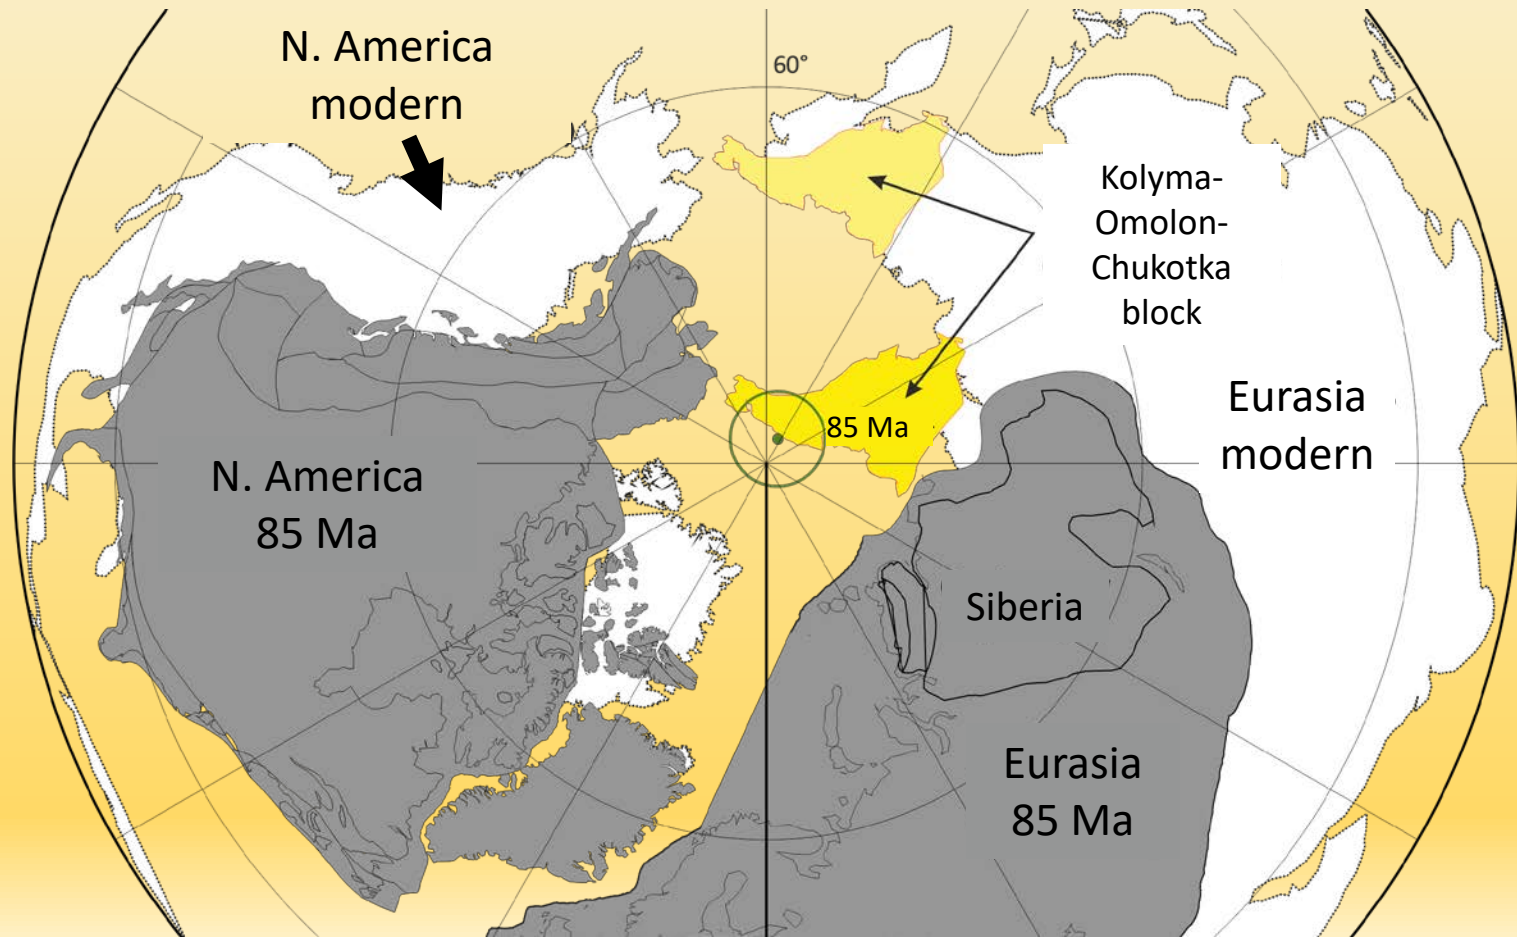 N. America
modern
60°
Kolyma-
Omolon-
Chukotka
block
Eurasia
modern
85 Ma
N. America
85 Ma
Siberia
Eurasia
85 Ma